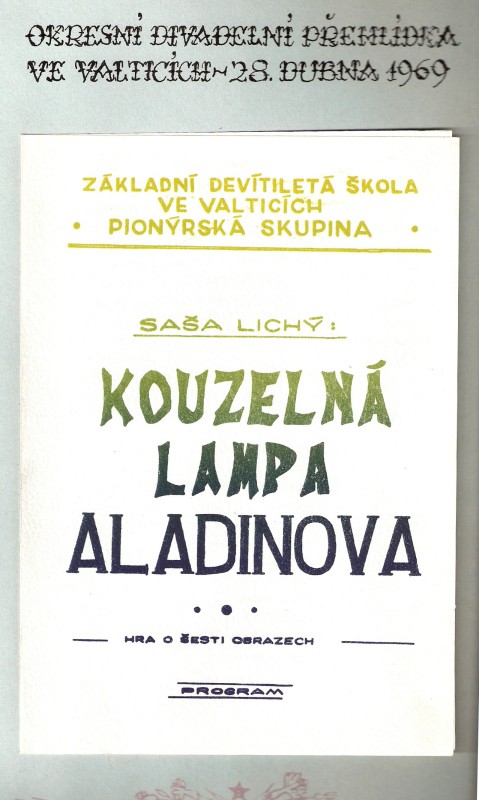 OKRESNÍ DIVADELNÍ PŘEHLÍDKA
VE VALTICÍCH~28. DUBNA 1969
ZÁKLADNÍ DEVÍTILETÁ ŠKOLA
VE VALTICÍCH
• PIONÝRSKÁ SKUPINA •
SAŠA LICHÝ:
KOUZELNÁ
LAMPA
ALADINOVA
HRA O ŠESTI OBRAZECH
PROGRAM